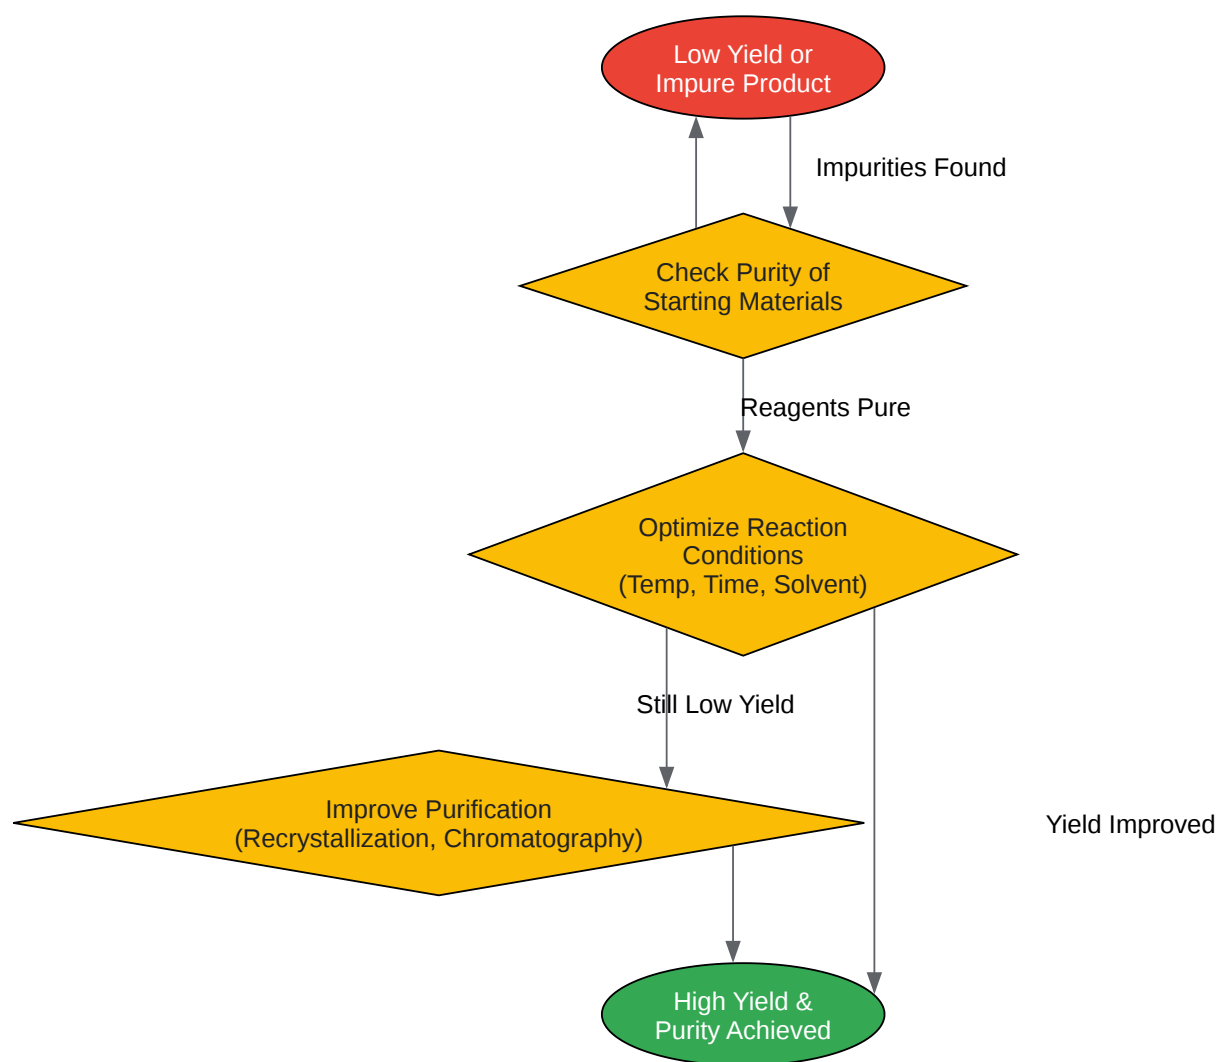 Low Yield or
Impure Product
Impurities Found
Check Purity of
Starting Materials
Reagents Pure
Optimize Reaction
Conditions
(Temp, Time, Solvent)
Still Low Yield
Improve Purification
(Recrystallization, Chromatography)
Yield Improved
High Yield &
Purity Achieved